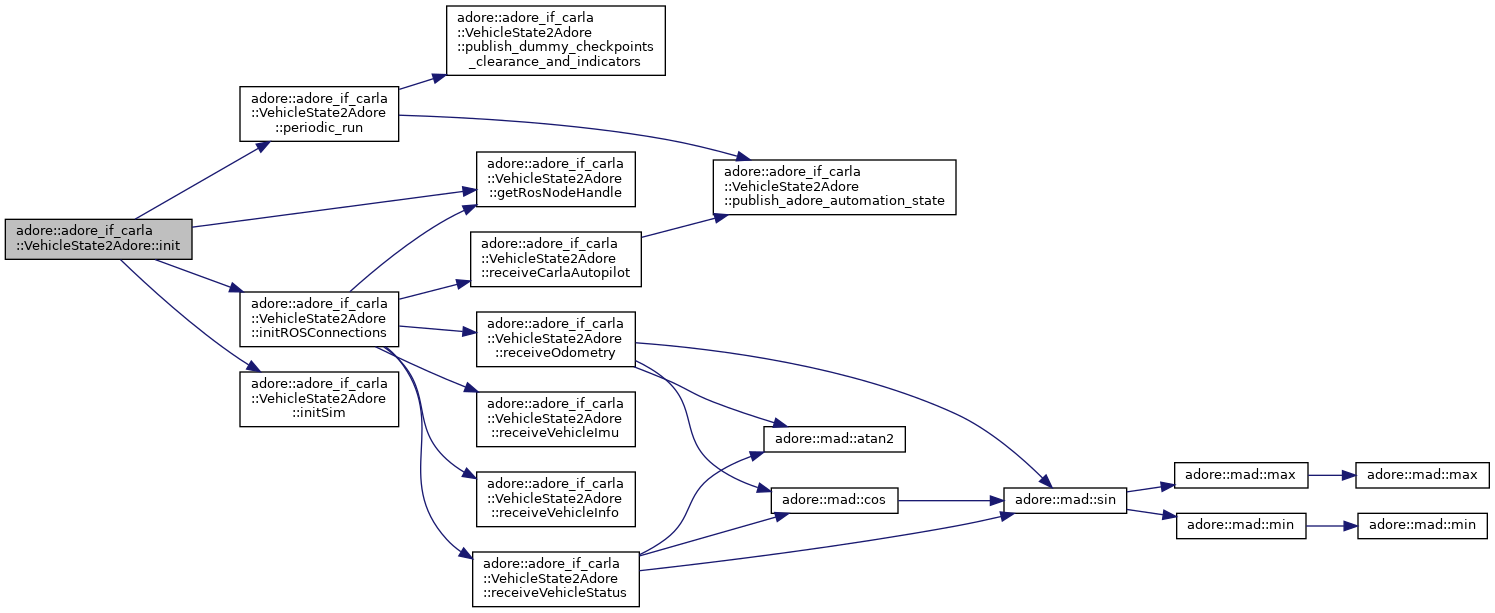 adore::adore_if_carla
::VehicleState2Adore::init
adore::adore_if_carla
::VehicleState2Adore
::periodic_run
adore::adore_if_carla
::VehicleState2Adore
::publish_dummy_checkpoints
_clearance_and_indicators
adore::adore_if_carla
::VehicleState2Adore
::getRosNodeHandle
adore::adore_if_carla
::VehicleState2Adore
::publish_adore_automation_state
adore::adore_if_carla
::VehicleState2Adore
::receiveCarlaAutopilot
adore::adore_if_carla
::VehicleState2Adore
::initROSConnections
adore::adore_if_carla
::VehicleState2Adore
::receiveOdometry
adore::adore_if_carla
::VehicleState2Adore
::initSim
adore::adore_if_carla
::VehicleState2Adore
::receiveVehicleImu
adore::mad::atan2
adore::adore_if_carla
::VehicleState2Adore
::receiveVehicleInfo
adore::mad::cos
adore::mad::sin
adore::mad::max
adore::mad::max
adore::mad::min
adore::mad::min
adore::adore_if_carla
::VehicleState2Adore
::receiveVehicleStatus